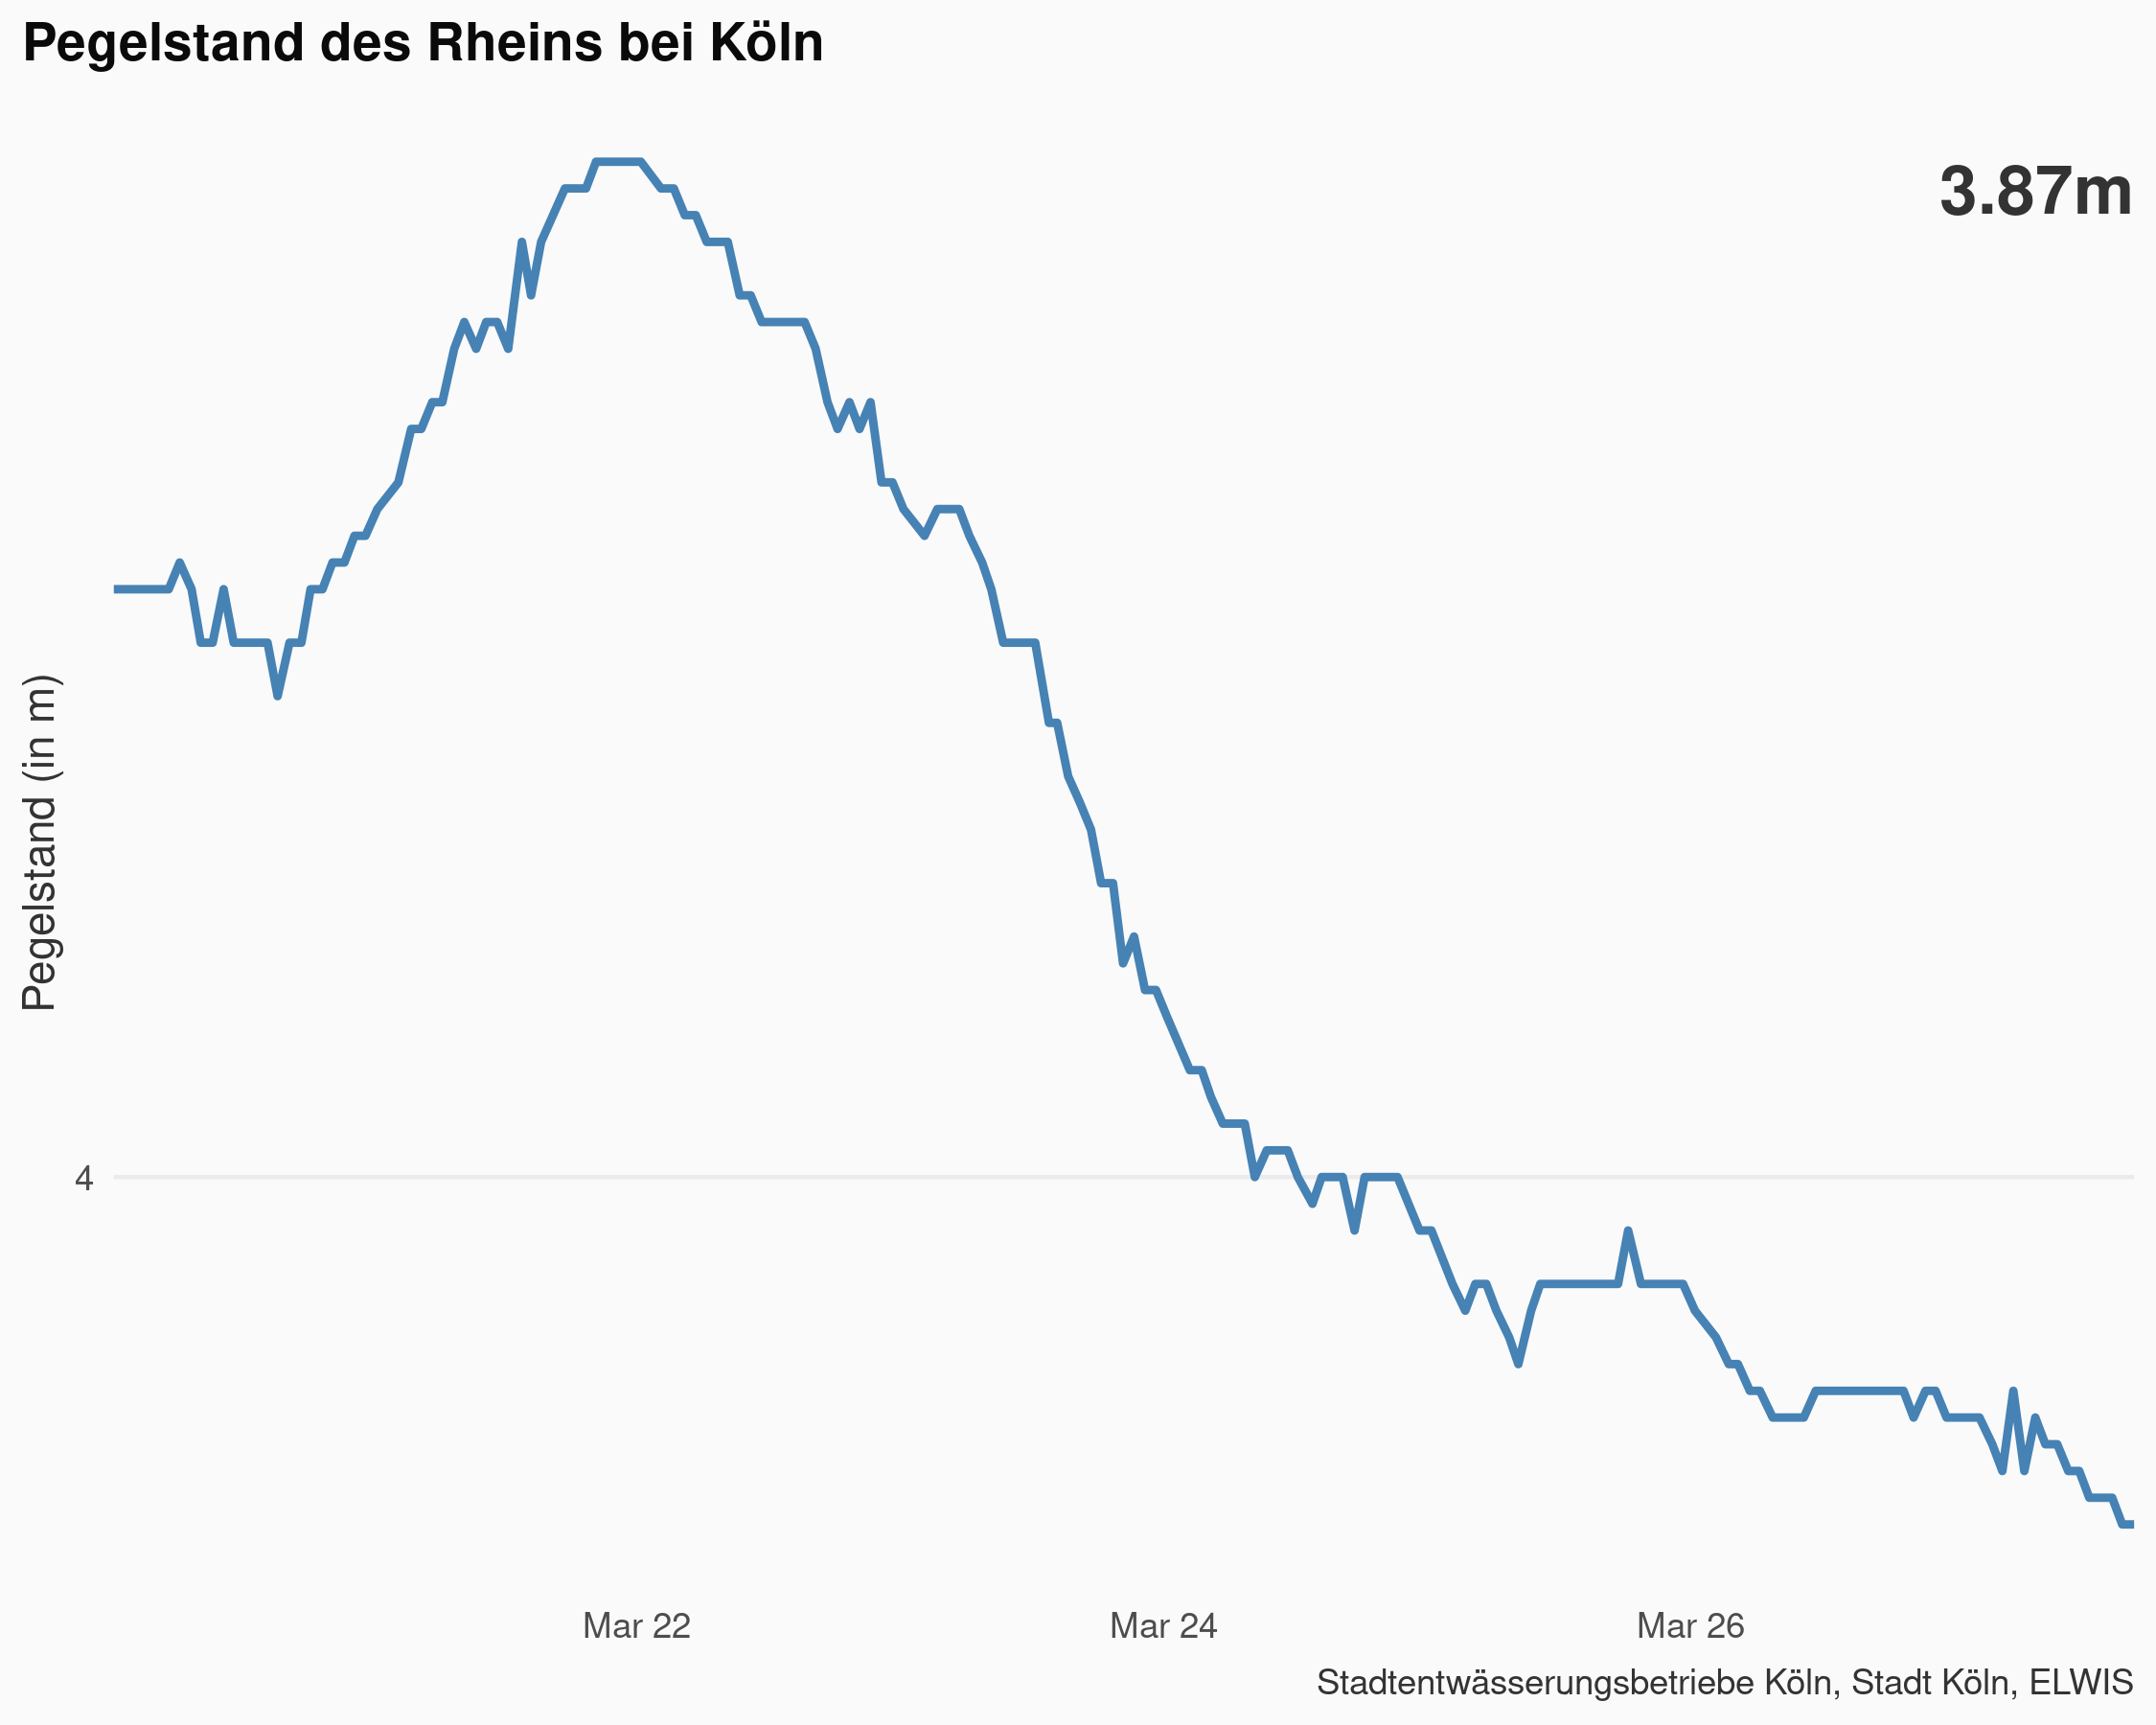 Pegelstand des Rheins bei Köln
3.87m
Pegelstand (in m)
4
Mar 22
Mar 24
Mar 26
Stadtentwässerungsbetriebe Köln, Stadt Köln, ELWIS